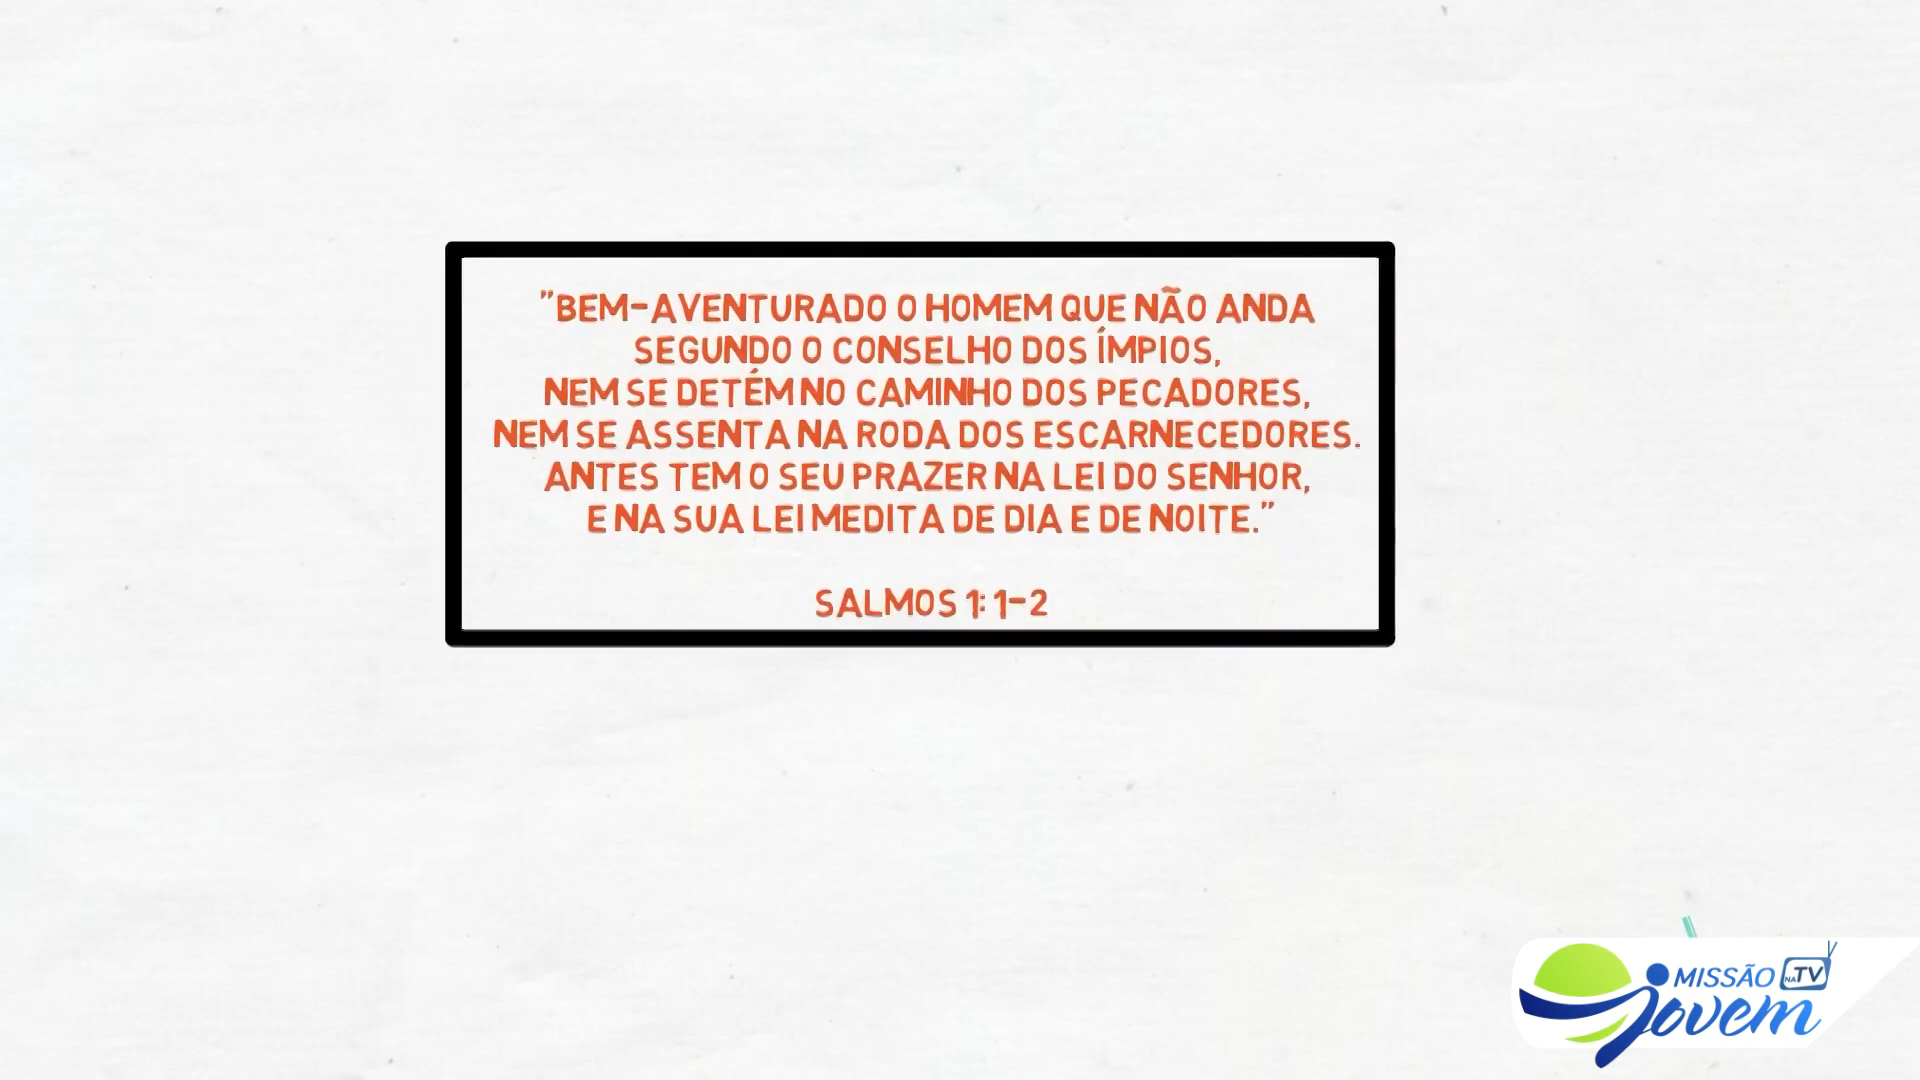 "BEM-AVENTURADO O HOMEM QUE NÃO ANDA
SEGUNDO O CONSELHO DOS ÍMPIOS,
NEM SE DETÉM NO CAMINHO DOS PECADORES,
NEM SE ASSENTA NA RODA DOS ESCARNECEDORES.
ANTES TEM O SEU PRAZER NA LEI DO SENHOR,
E NA SUA LEI MEDITA DE DIA E DE NOITE."
SALMOS 1: 1-2
MISSÃO NA TV
Jovem